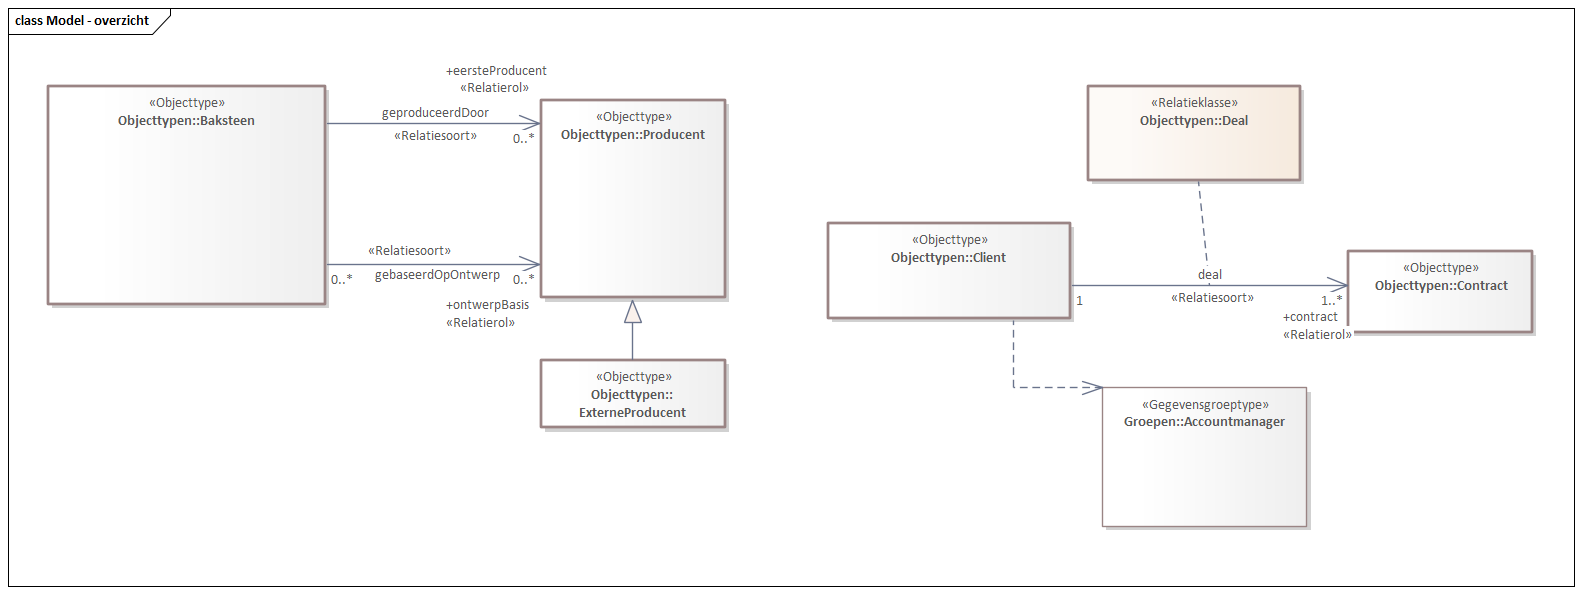 class Model - overzicht
+eersteProducent
«Relatierol»
«Objecttype»
Objecttypen::Baksteen
geproduceerdDoor
«Relatiesoort»
0..*
«Objecttype»
Objecttypen::Producent
«Relatiesoort»
0..*
gebaseerdOpOntwerp
0..*
+ontwerpBasis
«Relatierol»
«Objecttype»
Objecttypen::
ExterneProducent
«Relatieklasse»
Objecttypen::Deal
«Objecttype»
Objecttypen::Client
deal
1
«Relatiesoort»
1..*
+contract
«Relatierol»
«Objecttype»
Objecttypen::Contract
«Gegevensgroeptype»
Groepen::Accountmanager